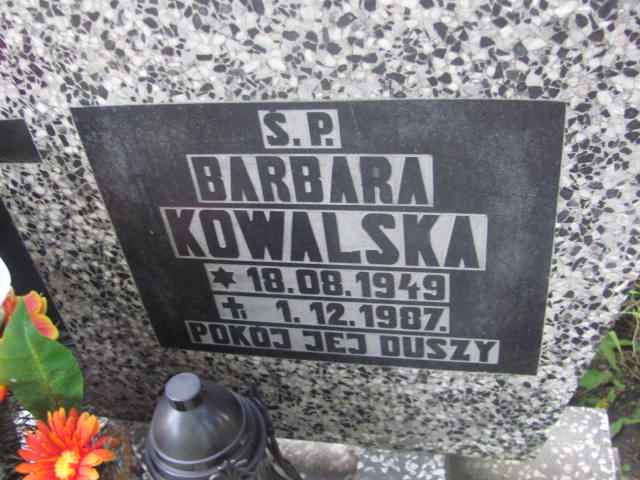 Ś.P.
BARBARA
KOWALSKA
* 18.08.1949
† 1.12.1987.
POKÓJ JEJ DUSZY